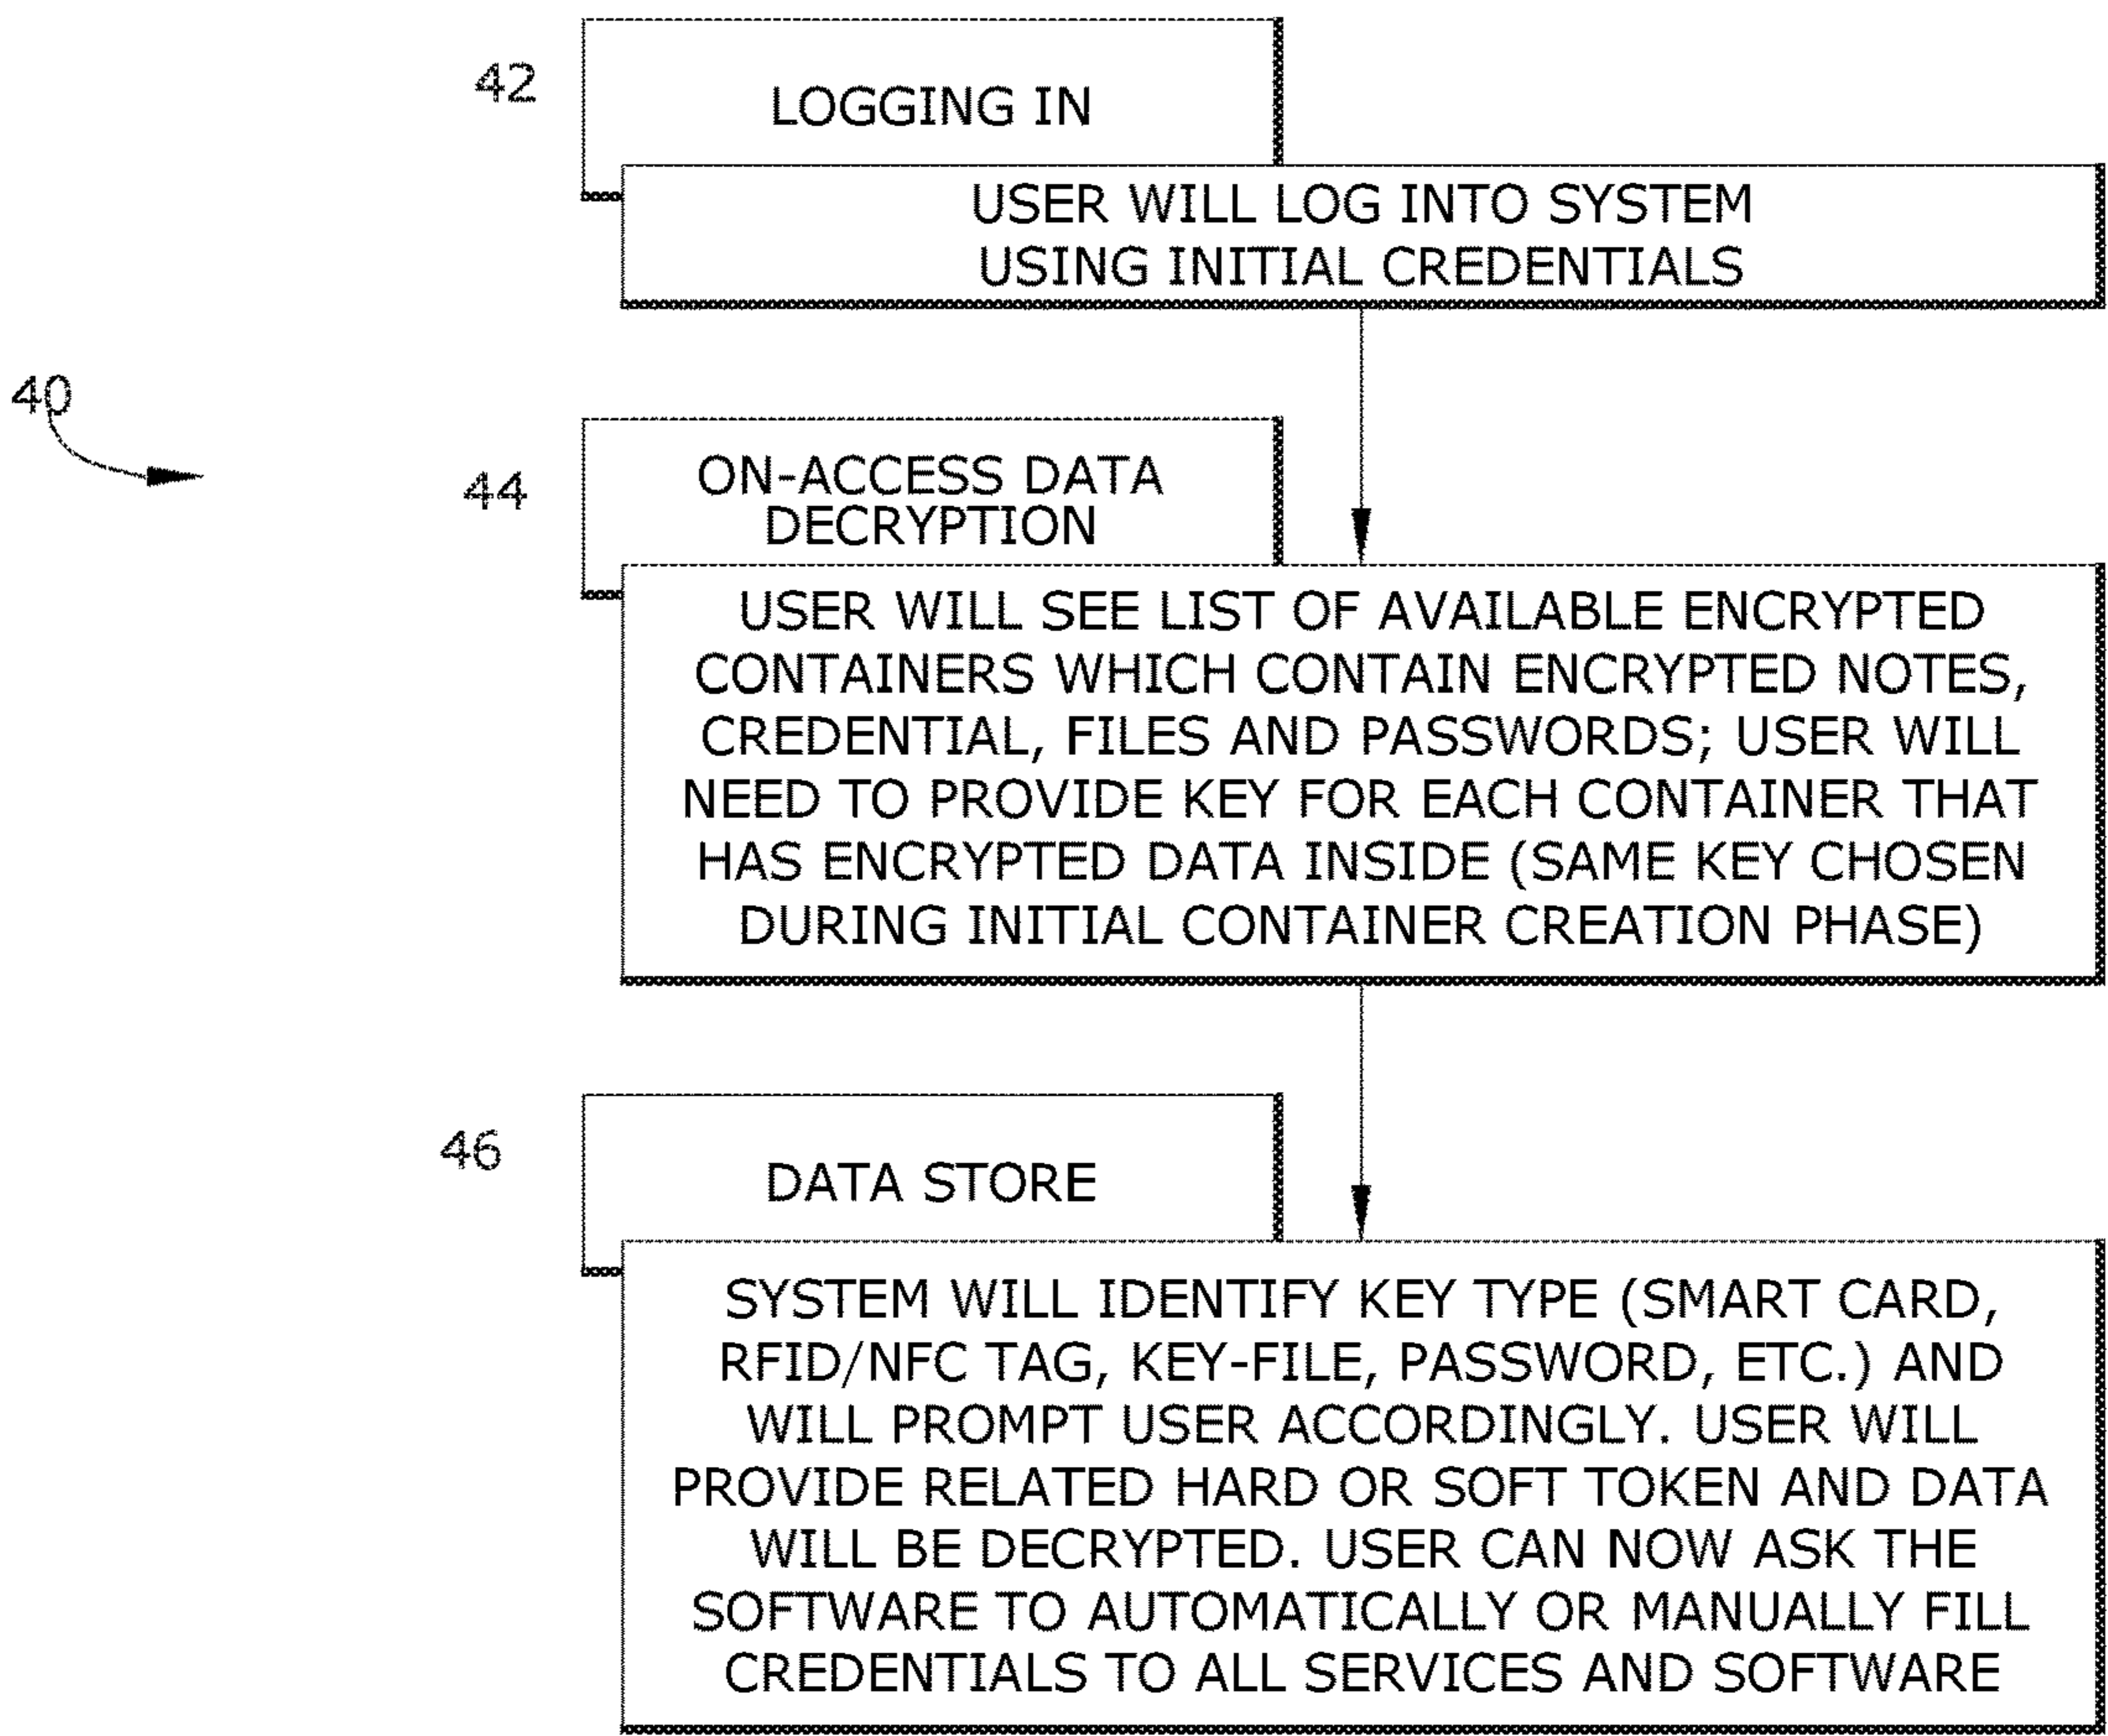 42
LOGGING IN
USER WILL LOG INTO SYSTEM
USING INITIAL CREDENTIALS
40
44
ON-ACCESS DATA
DECRYPTION
USER WILL SEE LIST OF AVAILABLE ENCRYPTED
CONTAINERS WHICH CONTAIN ENCRYPTED NOTES,
CREDENTIAL, FILES AND PASSWORDS; USER WILL
NEED TO PROVIDE KEY FOR EACH CONTAINER THAT
HAS ENCRYPTED DATA INSIDE (SAME KEY CHOSEN
DURING INITIAL CONTAINER CREATION PHASE)
46
DATA STORE
SYSTEM WILL IDENTIFY KEY TYPE (SMART CARD,
RFID/NFC TAG, KEY-FILE, PASSWORD, ETC.) AND
WILL PROMPT USER ACCORDINGLY. USER WILL
PROVIDE RELATED HARD OR SOFT TOKEN AND DATA
WILL BE DECRYPTED. USER CAN NOW ASK THE
SOFTWARE TO AUTOMATICALLY OR MANUALLY FILL
CREDENTIALS TO ALL SERVICES AND SOFTWARE